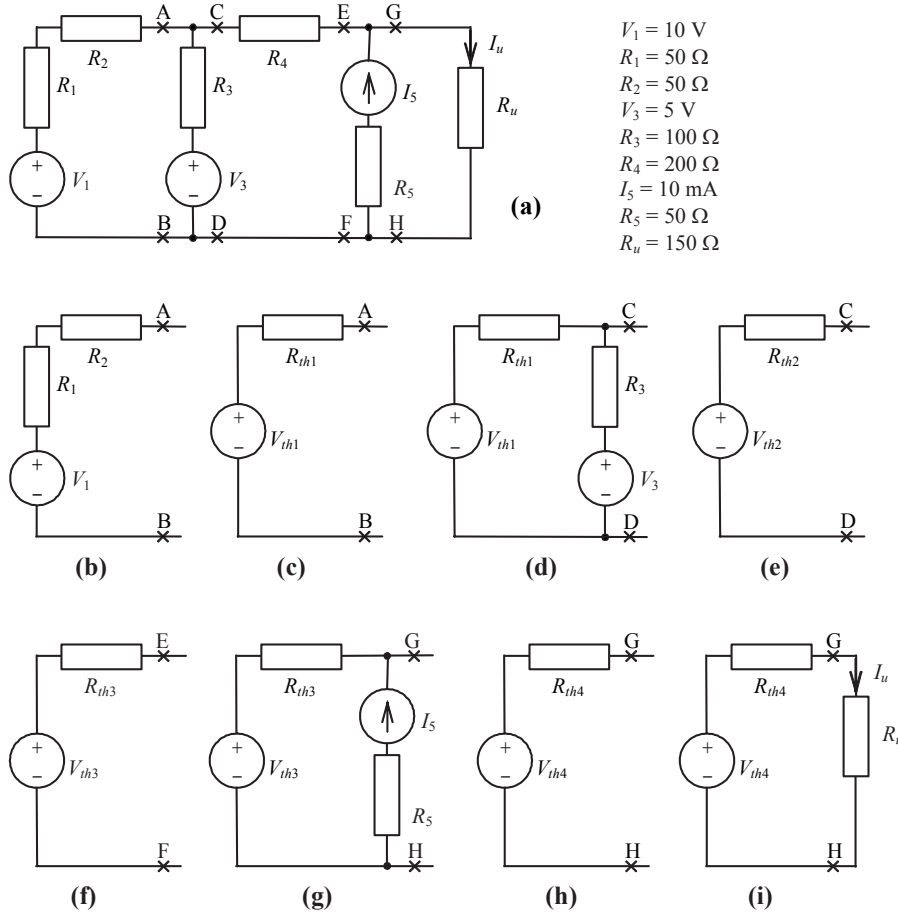 A C E G
R2 R4 Iu
R1 R3 I5 Ru
V1 V3 R5
+ − + −
B D F H
(a)
V1 = 10 V
R1 = 50 Ω
R2 = 50 Ω
V3 = 5 V
R3 = 100 Ω
R4 = 200 Ω
I5 = 10 mA
R5 = 50 Ω
Ru = 150 Ω
A A C C
R2 Rth1 Rth1 Rth2
R1 R3
+ + + +
− Vth1 − Vth1 − Vth2 −
V1 V3
B B D D
(b) (c) (d) (e)
E G G G
Rth3 Rth3 Rth4 Rth4 Iu
I5
+ + + +
− Vth3 − Vth3 − Vth4 − Vth4
R5
F H H H
(f) (g) (h) (i)